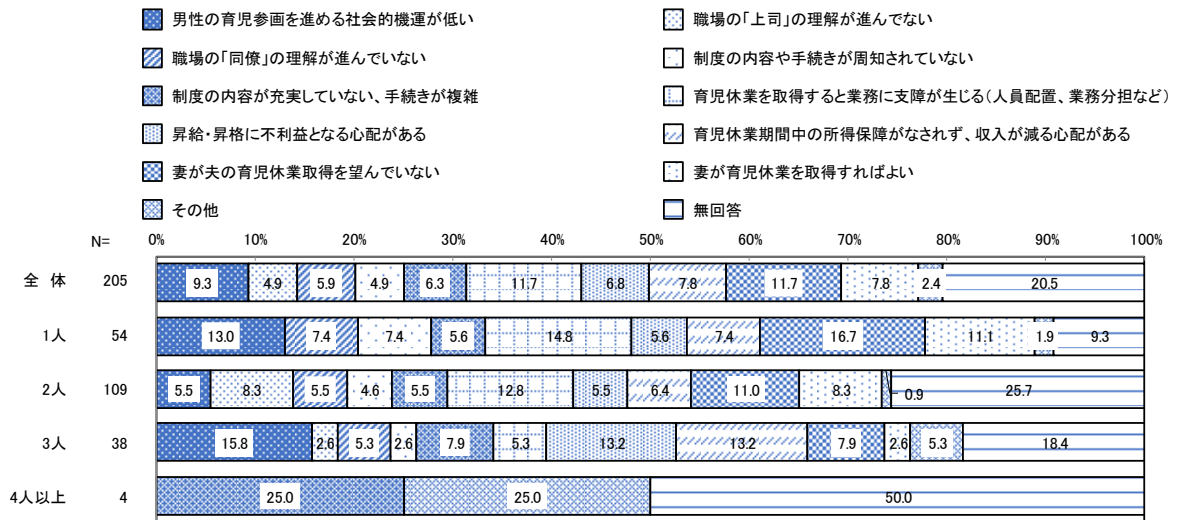 男性の育児参画を進める社会的機運が低い 職場の「上司」の理解が進んでない
職場の「同僚」の理解が進んでいない 制度の内容や手続きが周知されていない
制度の内容が充実していない、手続きが複雑 育児休業を取得すると業務に支障が生じる(人員配置、業務分担など)
昇給・昇格に不利益となる心配がある 育児休業期間中の所得保障がなされず、収入が減る心配がある
妻が夫の育児休業取得を望んでいない 妻が育児休業を取得すればよい
その他 無回答
N= 0% 10% 20% 30% 40% 50% 60% 70% 80% 90% 100%
全 体 205 9.3 4.9 5.9 4.9 6.3 11.7 6.8 7.8 11.7 7.8 2.4 20.5
1人 54 13.0 7.4 7.4 5.6 14.8 5.6 7.4 16.7 11.1 1.9 9.3
2人 109 5.5 8.3 5.5 4.6 5.5 12.8 5.5 6.4 11.0 8.3 0.9 25.7
3人 38 15.8 2.6 5.3 2.6 7.9 5.3 13.2 13.2 7.9 2.6 5.3 18.4
4人以上 4 25.0 25.0 50.0